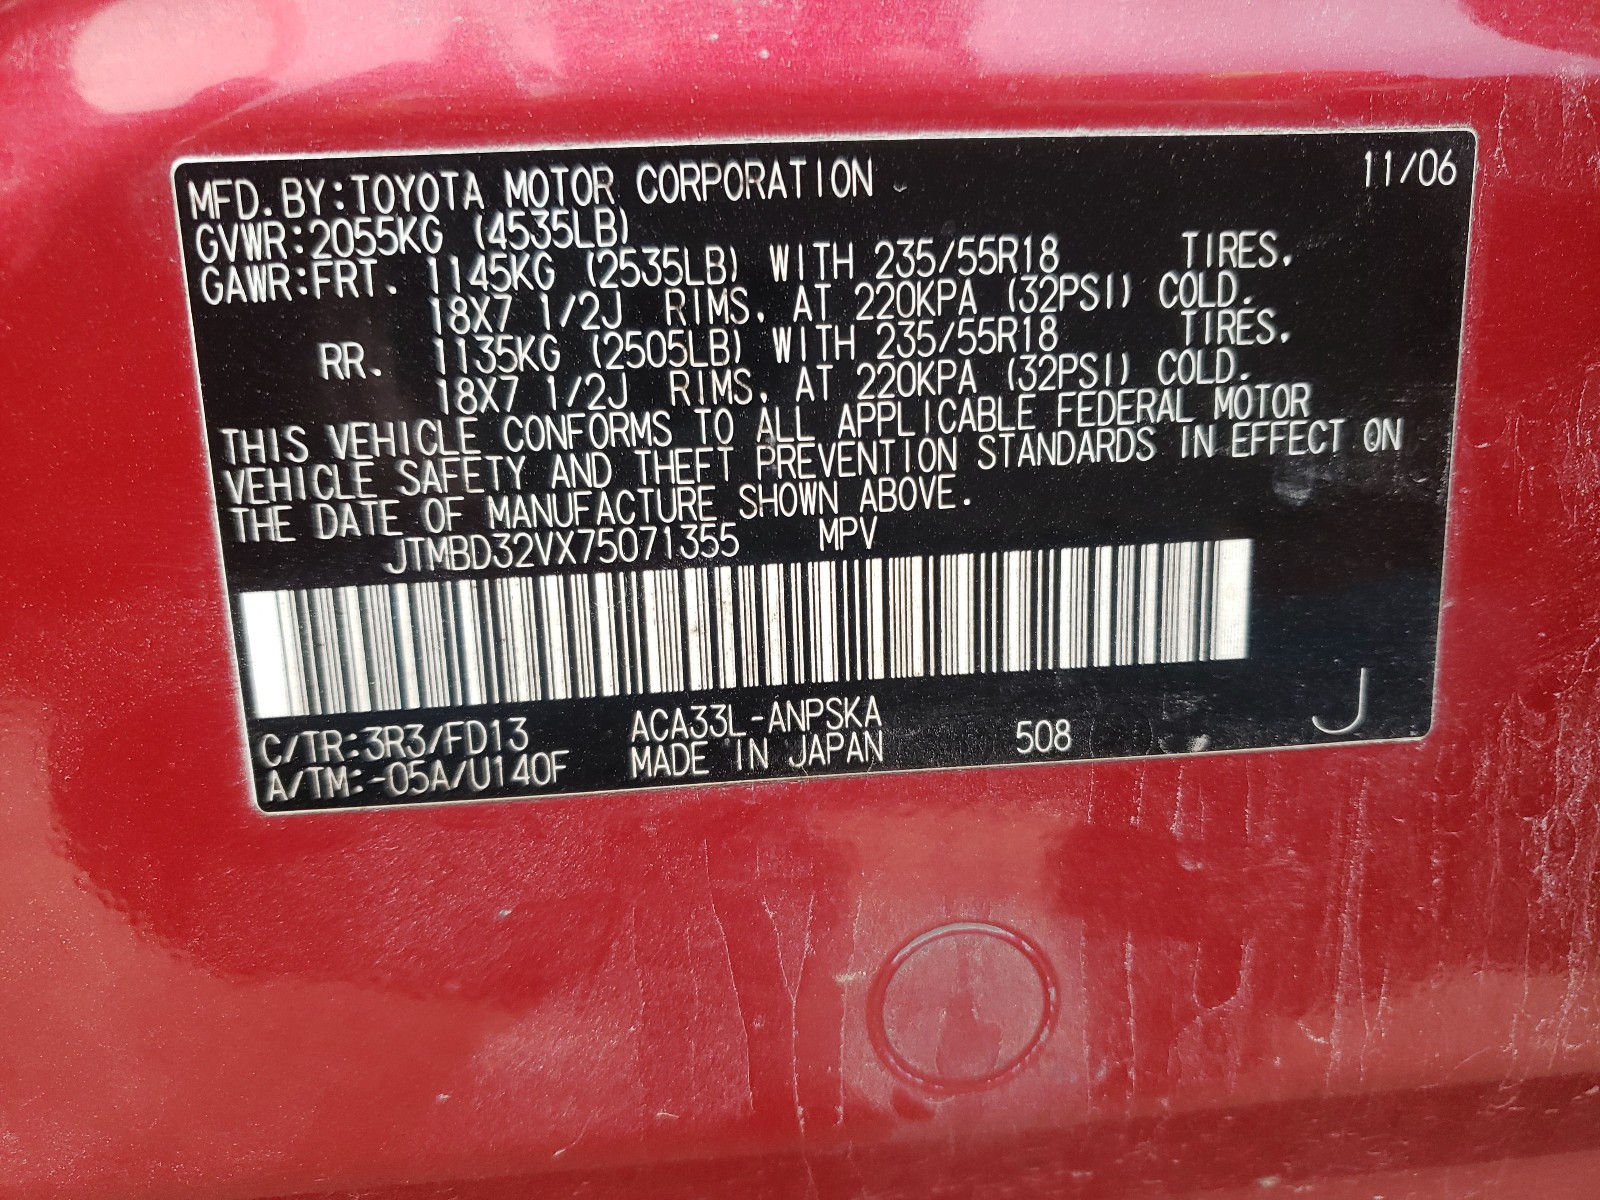 MFD. BY:TOYOTA MOTOR CORPORATION 11/06
GVWR:2055KG (4535LB)
GAWR:FRT. 1145KG (2535LB) WITH 235/55R18 TIRES.
18X7 1/2J RIMS. AT 220KPA (32PSI) COLD.
RR. 1135KG (2505LB) WITH 235/55R18 TIRES.
18X7 1/2J RIMS. AT 220KPA (32PSI) COLD.
THIS VEHICLE CONFORMS TO ALL APPLICABLE FEDERAL MOTOR
VEHICLE SAFETY AND THEFT PREVENTION STANDARDS IN EFFECT ON
THE DATE OF MANUFACTURE SHOWN ABOVE.
JTMBD32VX75071355 MPV
C/TR:3R3/FD13 ACA33L-ANPSKA
A/TM:-05A/U140F MADE IN JAPAN 508 J